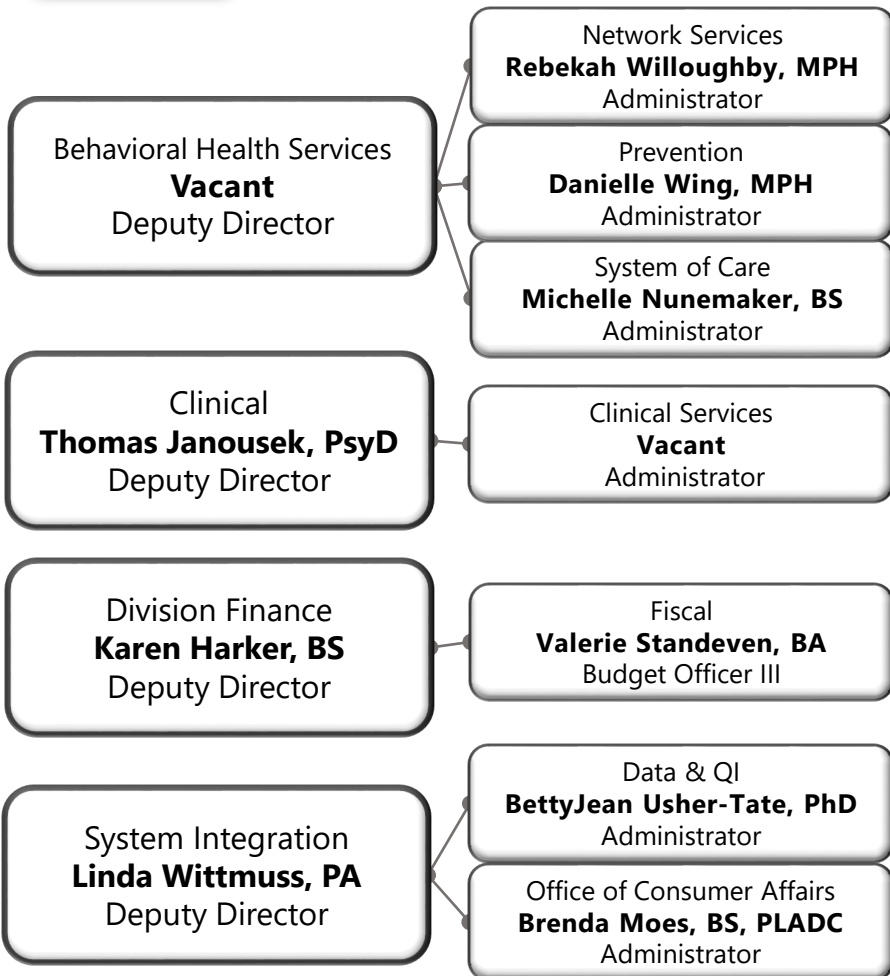 Behavioral Health Services
Vacant
Deputy Director
Network Services
Rebekah Willoughby, MPH
Administrator
Prevention
Danielle Wing, MPH
Administrator
System of Care
Michelle Nunemaker, BS
Administrator
Clinical
Thomas Janousek, PsyD
Deputy Director
Clinical Services
Vacant
Administrator
Division Finance
Karen Harker, BS
Deputy Director
Fiscal
Valerie Standeven, BA
Budget Officer III
System Integration
Linda Wittmuss, PA
Deputy Director
Data & QI
BettyJean Usher-Tate, PhD
Administrator
Office of Consumer Affairs
Brenda Moes, BS, PLADC
Administrator